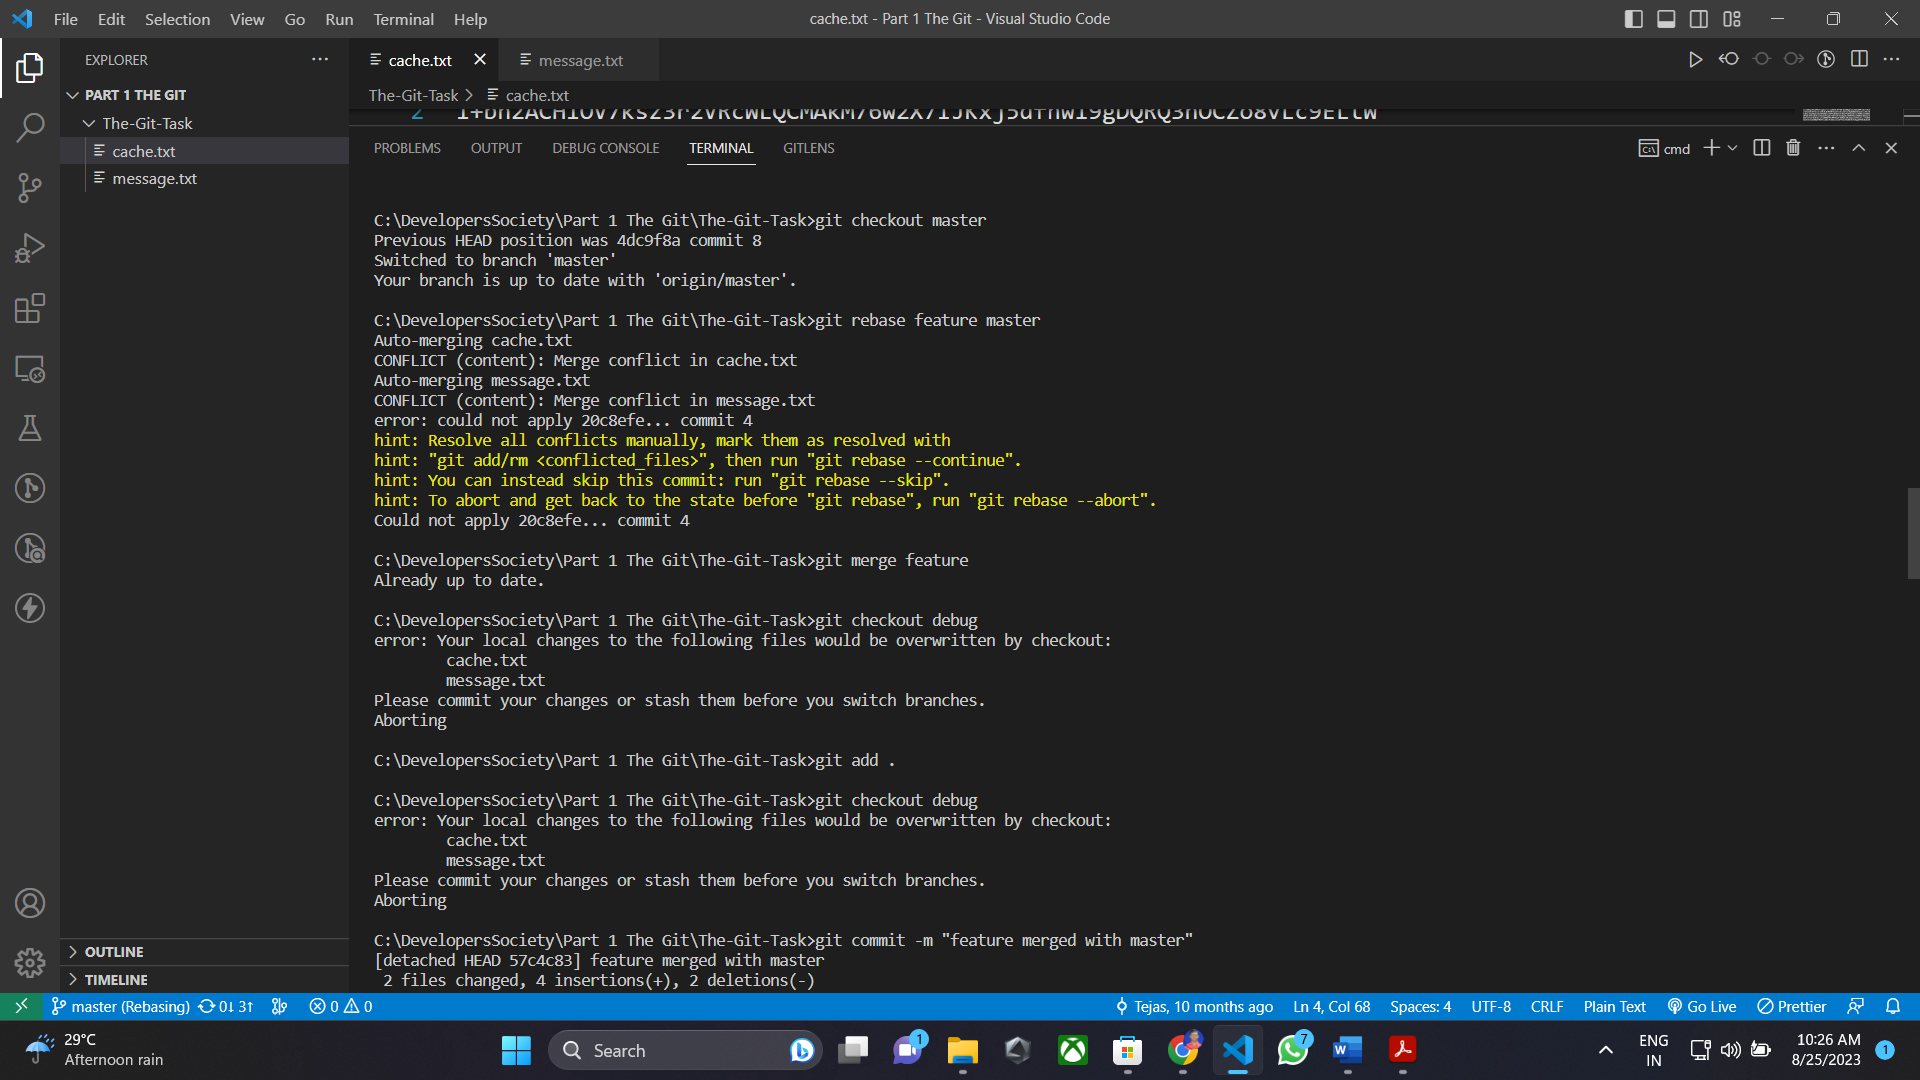 File Edit Selection View Go Run Terminal Help
cache.txt - Part 1 The Git - Visual Studio Code
EXPLORER
PART 1 THE GIT
The-Git-Task
cache.txt
message.txt
OUTLINE
TIMELINE
cache.txt
message.txt
The-Git-Task > cache.txt
2
PROBLEMS OUTPUT DEBUG CONSOLE TERMINAL GITLENS
cmd
C:\DevelopersSociety\Part 1 The Git\The-Git-Task>git checkout master
Previous HEAD position was 4dc9f8a commit 8
Switched to branch 'master'
Your branch is up to date with 'origin/master'.
C:\DevelopersSociety\Part 1 The Git\The-Git-Task>git rebase feature master
Auto-merging cache.txt
CONFLICT (content): Merge conflict in cache.txt
Auto-merging message.txt
CONFLICT (content): Merge conflict in message.txt
error: could not apply 20c8efe... commit 4
hint: Resolve all conflicts manually, mark them as resolved with
hint: "git add/rm <conflicted_files>", then run "git rebase --continue".
hint: You can instead skip this commit: run "git rebase --skip".
hint: To abort and get back to the state before "git rebase", run "git rebase --abort".
Could not apply 20c8efe... commit 4
C:\DevelopersSociety\Part 1 The Git\The-Git-Task>git merge feature
Already up to date.
C:\DevelopersSociety\Part 1 The Git\The-Git-Task>git checkout debug
error: Your local changes to the following files would be overwritten by checkout:
cache.txt
message.txt
Please commit your changes or stash them before you switch branches.
Aborting
C:\DevelopersSociety\Part 1 The Git\The-Git-Task>git add .
C:\DevelopersSociety\Part 1 The Git\The-Git-Task>git checkout debug
error: Your local changes to the following files would be overwritten by checkout:
cache.txt
message.txt
Please commit your changes or stash them before you switch branches.
Aborting
C:\DevelopersSociety\Part 1 The Git\The-Git-Task>git commit -m "feature merged with master"
[detached HEAD 57c4c83] feature merged with master
2 files changed, 4 insertions(+), 2 deletions(-)
master (Rebasing) 0↓ 3↑ 0 0
Tejas, 10 months ago Ln 4, Col 68 Spaces: 4 UTF-8 CRLF Plain Text Go Live Prettier
29°C
Afternoon rain
Search
1
7
ENG
IN
10:26 AM
8/25/2023
1